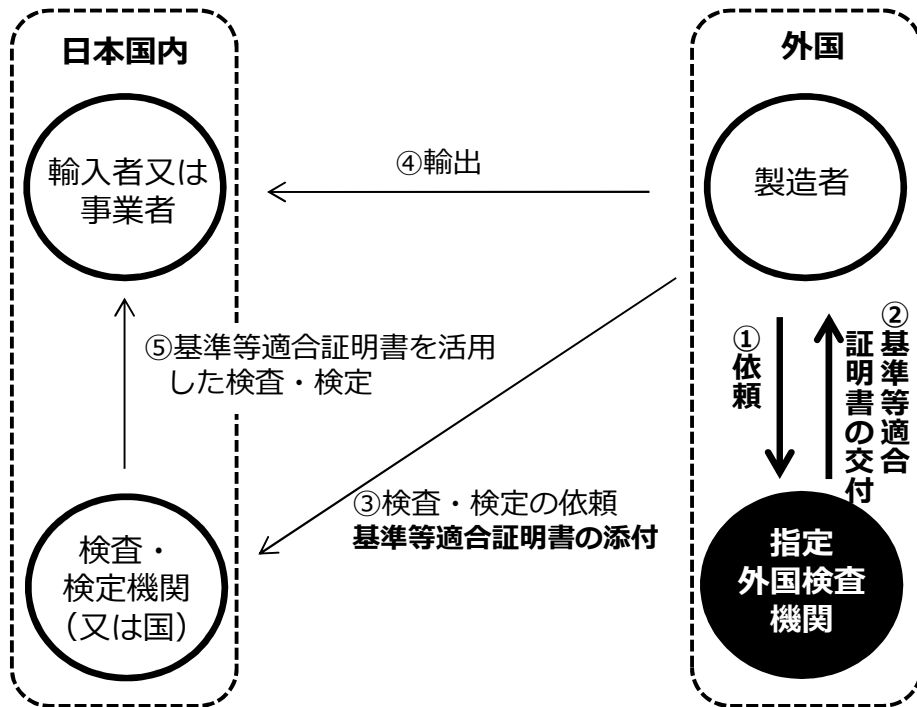 日本国内
外国
輸入者又は
事業者
④輸出
製造者
⑤基準等適合証明書を活用
した検査・検定
①依頼
②基準等適合
証明書の交付
③検査・検定の依頼
基準等適合証明書の添付
検査・
検定機関
（又は国）
指定
外国検査
機関